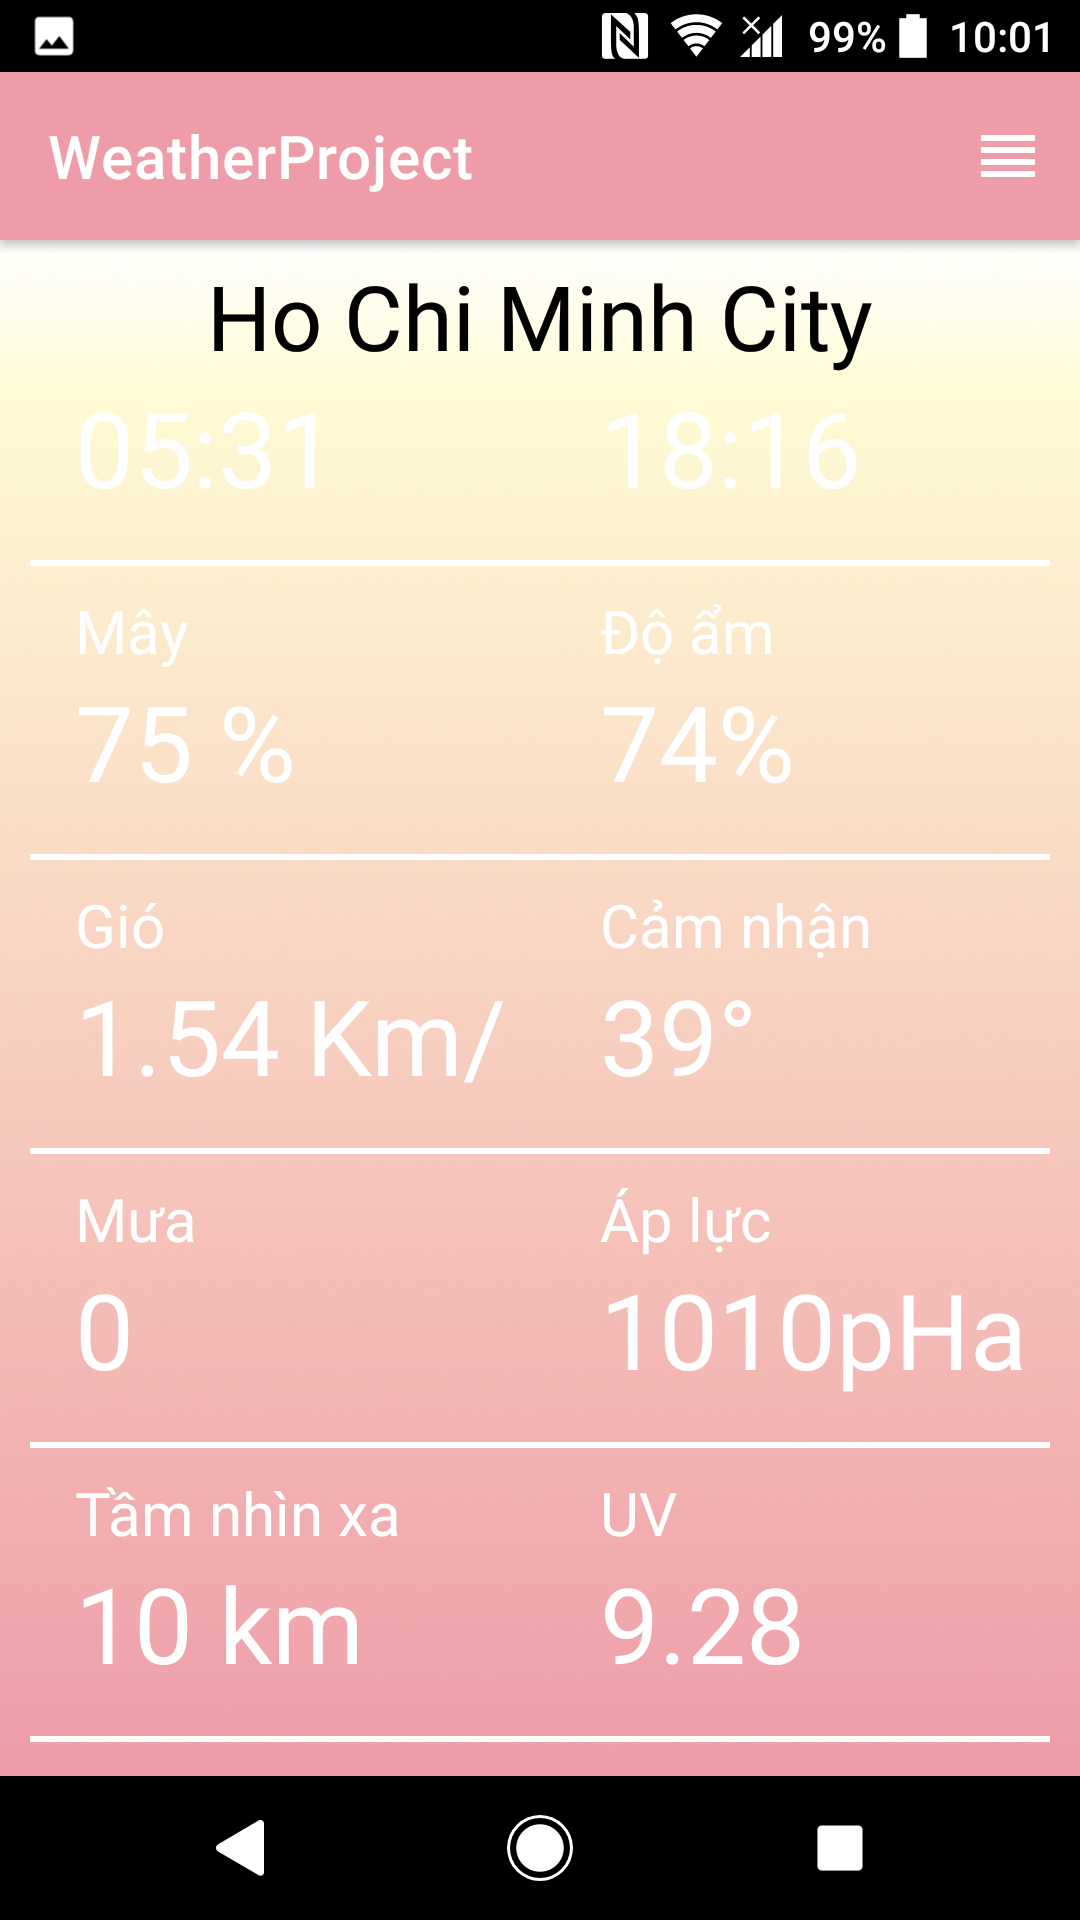 99% 10:01
WeatherProject
Ho Chi Minh City
05:31 18:16
Mây Độ ẩm
75 % 74%
Gió Cảm nhận
1.54 Km/ 39°
Mưa Áp lực
0 1010pHa
Tầm nhìn xa UV
10 km 9.28